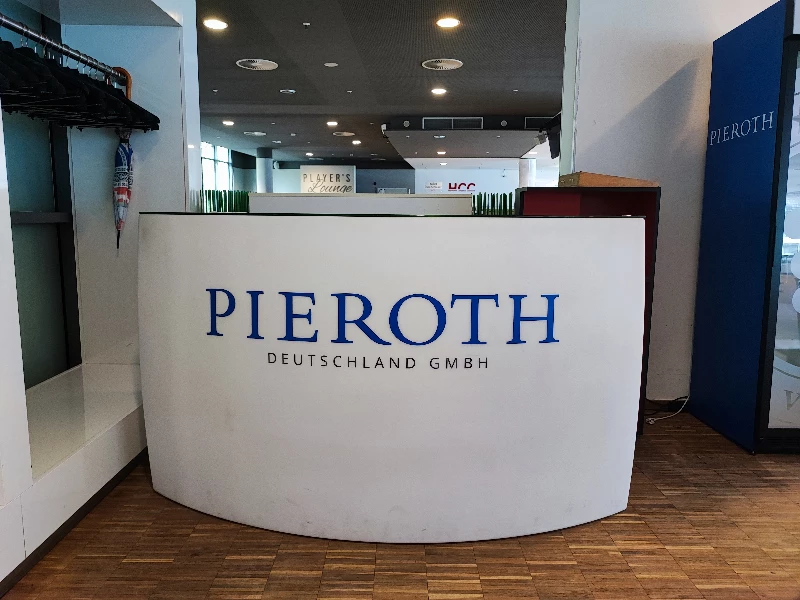 PLAYER'S
Lounge
HCC
PIEROTH
PIEROTH
DEUTSCHLAND GMBH